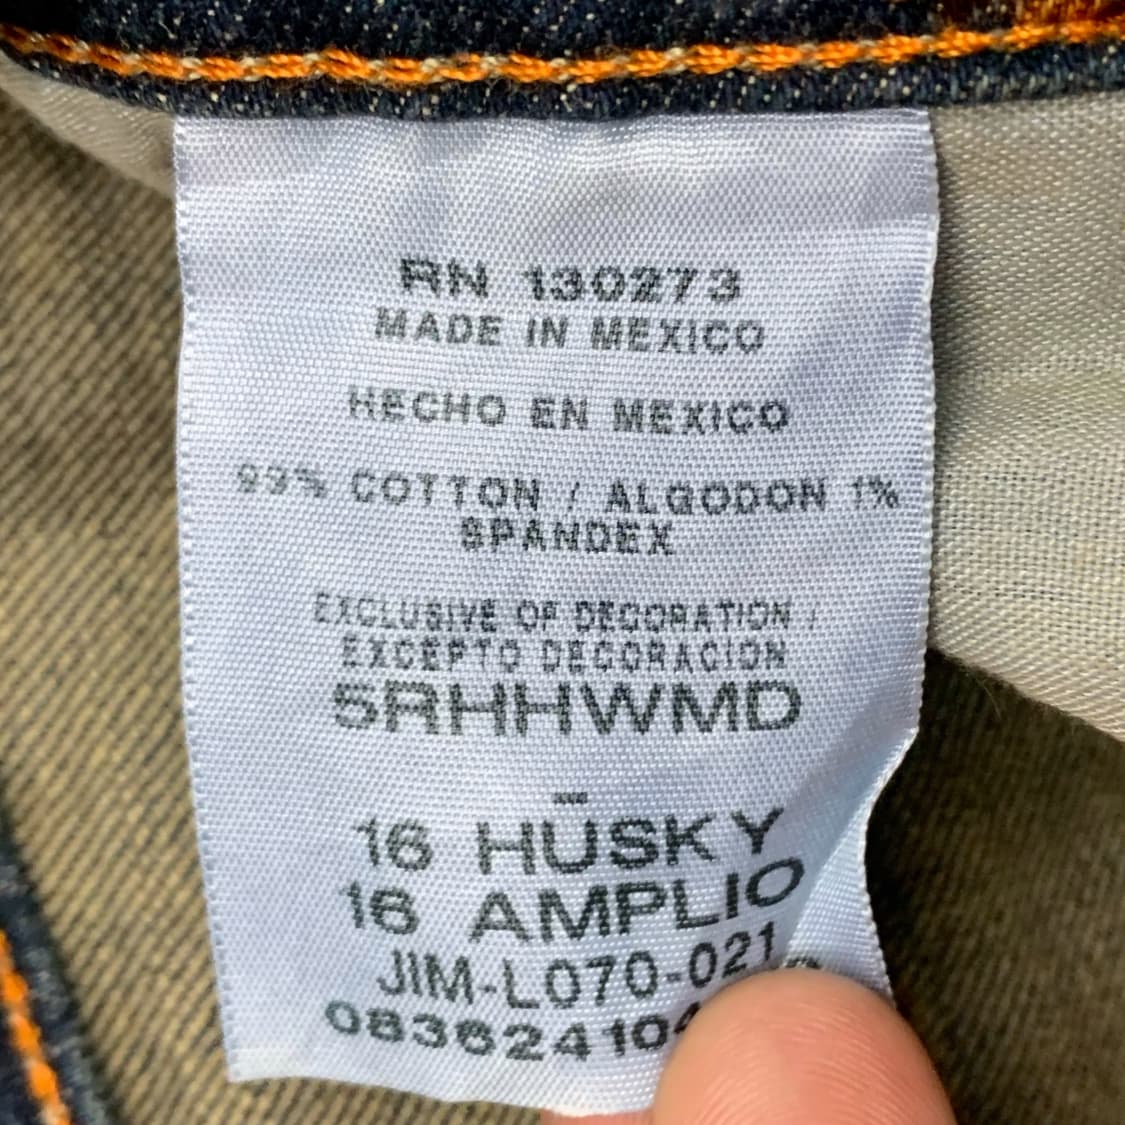 RN 130273
MADE IN MEXICO
HECHO EN MEXICO
99% COTTON / ALGODON 1%
SPANDEX
EXCLUSIVE OF DECORATION /
EXCEPTO DECORACION
5RHHWMD
-
16 HUSKY
16 AMPLIO
JIM-L070-021